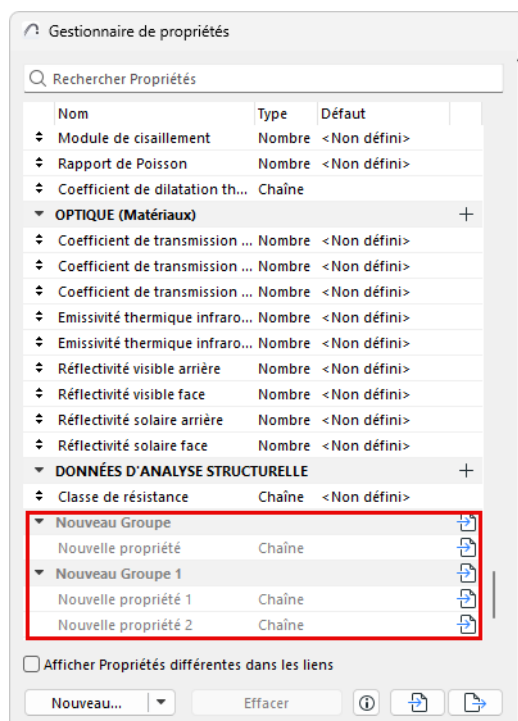 Gestionnaire de propriétés
Rechercher Propriétés
Nom Type Défaut
Module de cisaillement Nombre <Non défini>
Rapport de Poisson Nombre <Non défini>
Coefficient de dilatation th... Chaîne
OPTIQUE (Matériaux)
Coefficient de transmission ... Nombre <Non défini>
Coefficient de transmission ... Nombre <Non défini>
Coefficient de transmission ... Nombre <Non défini>
Emissivité thermique infraro... Nombre <Non défini>
Emissivité thermique infraro... Nombre <Non défini>
Réflectivité visible arrière Nombre <Non défini>
Réflectivité visible face Nombre <Non défini>
Réflectivité solaire arrière Nombre <Non défini>
Réflectivité solaire face Nombre <Non défini>
DONNÉES D'ANALYSE STRUCTURELLE
Classe de résistance Chaîne <Non défini>
Nouveau Groupe
Nouvelle propriété Chaîne
Nouveau Groupe 1
Nouvelle propriété 1 Chaîne
Nouvelle propriété 2 Chaîne
Afficher Propriétés différentes dans les liens
Nouveau... Effacer